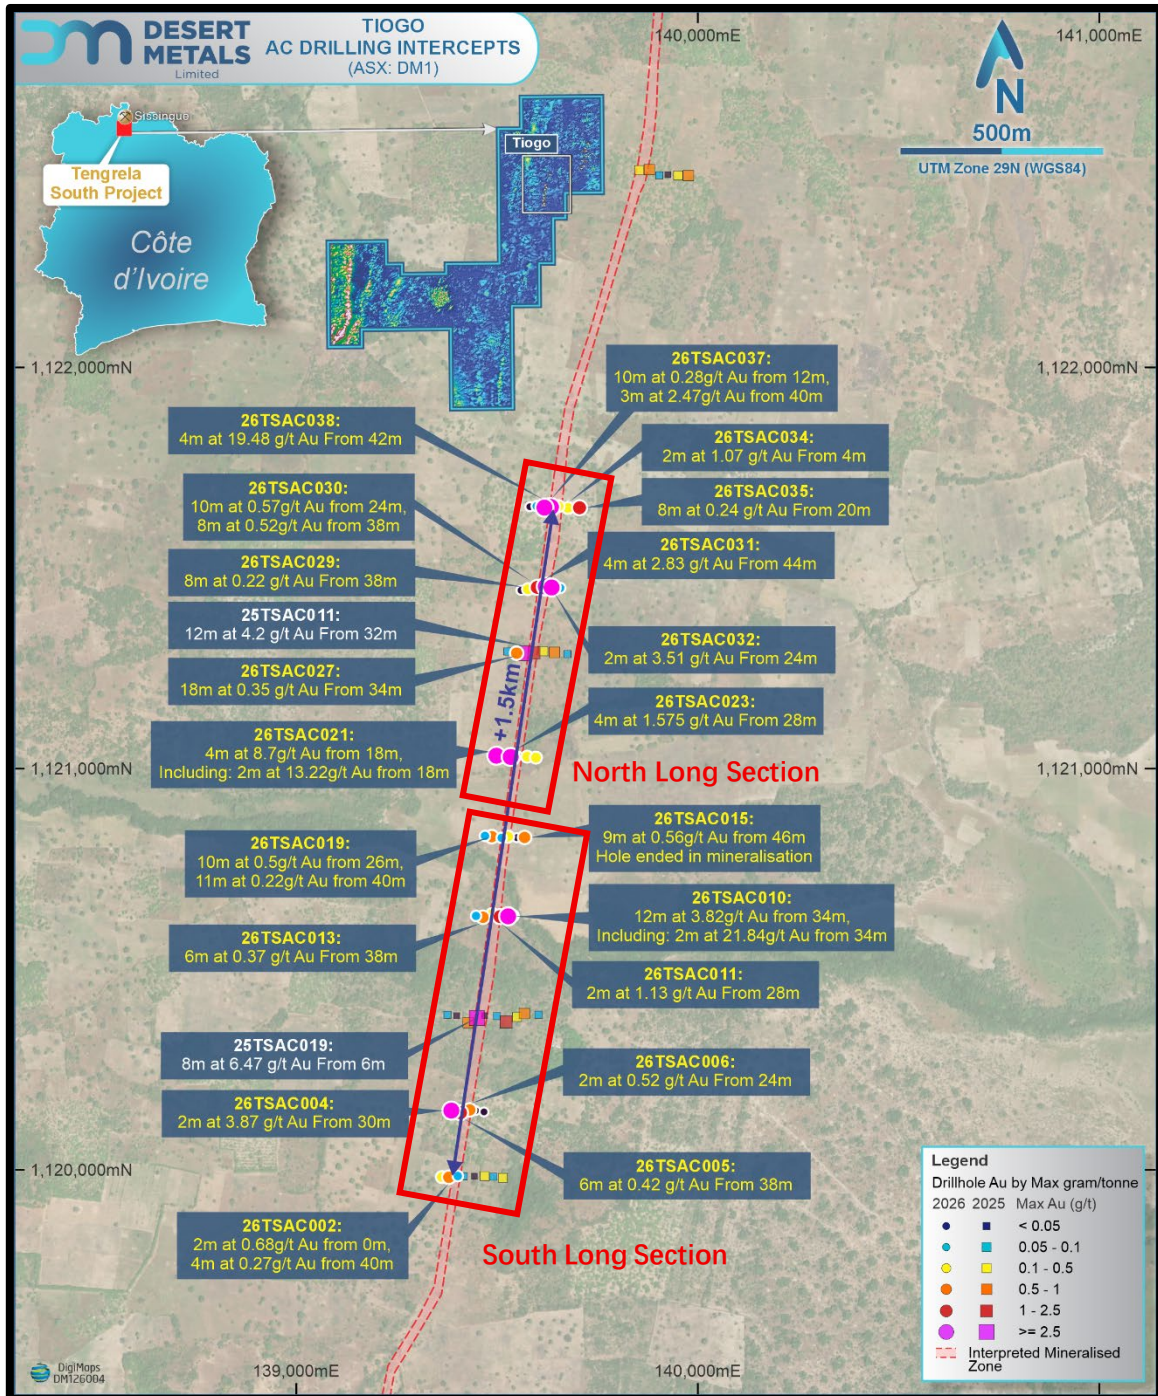 DESERT
METALS
Limited
TIOGO
AC DRILLING INTERCEPTS
(ASX: DM1)
140,000mE
141,000mE
N
500m
UTM Zone 29N (WGS84)
Sissingue
Tengrela
South Project
Côte
d'Ivoire
Tiogo
1,122,000mN
1,122,000mN
26TSAC037:
10m at 0.28g/t Au from 12m,
3m at 2.47g/t Au from 40m
26TSAC038:
4m at 19.48 g/t Au From 42m
26TSAC034:
2m at 1.07 g/t Au From 4m
26TSAC030:
10m at 0.57g/t Au from 24m,
8m at 0.52g/t Au from 38m
26TSAC035:
8m at 0.24 g/t Au From 20m
26TSAC031:
4m at 2.83 g/t Au From 44m
26TSAC029:
8m at 0.22 g/t Au From 38m
25TSAC011:
12m at 4.2 g/t Au From 32m
26TSAC032:
2m at 3.51 g/t Au From 24m
26TSAC027:
18m at 0.35 g/t Au From 34m
+1.5km
26TSAC023:
4m at 1.575 g/t Au From 28m
26TSAC021:
4m at 8.7g/t Au from 18m,
Including: 2m at 13.22g/t Au from 18m
North Long Section
1,121,000mN
1,121,000mN
26TSAC015:
9m at 0.56g/t Au from 46m
Hole ended in mineralisation
26TSAC019:
10m at 0.5g/t Au from 26m,
11m at 0.22g/t Au from 40m
26TSAC010:
12m at 3.82g/t Au from 34m,
Including: 2m at 21.84g/t Au from 34m
26TSAC013:
6m at 0.37 g/t Au From 38m
26TSAC011:
2m at 1.13 g/t Au From 28m
25TSAC019:
8m at 6.47 g/t Au From 6m
26TSAC006:
2m at 0.52 g/t Au From 24m
26TSAC004:
2m at 3.87 g/t Au From 30m
26TSAC005:
6m at 0.42 g/t Au From 38m
1,120,000mN
26TSAC002:
2m at 0.68g/t Au from 0m,
4m at 0.27g/t Au from 40m
South Long Section
Legend
Drillhole Au by Max gram/tonne
2026 2025 Max Au (g/t)
< 0.05
0.05 - 0.1
0.1 - 0.5
0.5 - 1
1 - 2.5
>= 2.5
Interpreted Mineralised
Zone
139,000mE
140,000mE
DigiMaps
DM126004